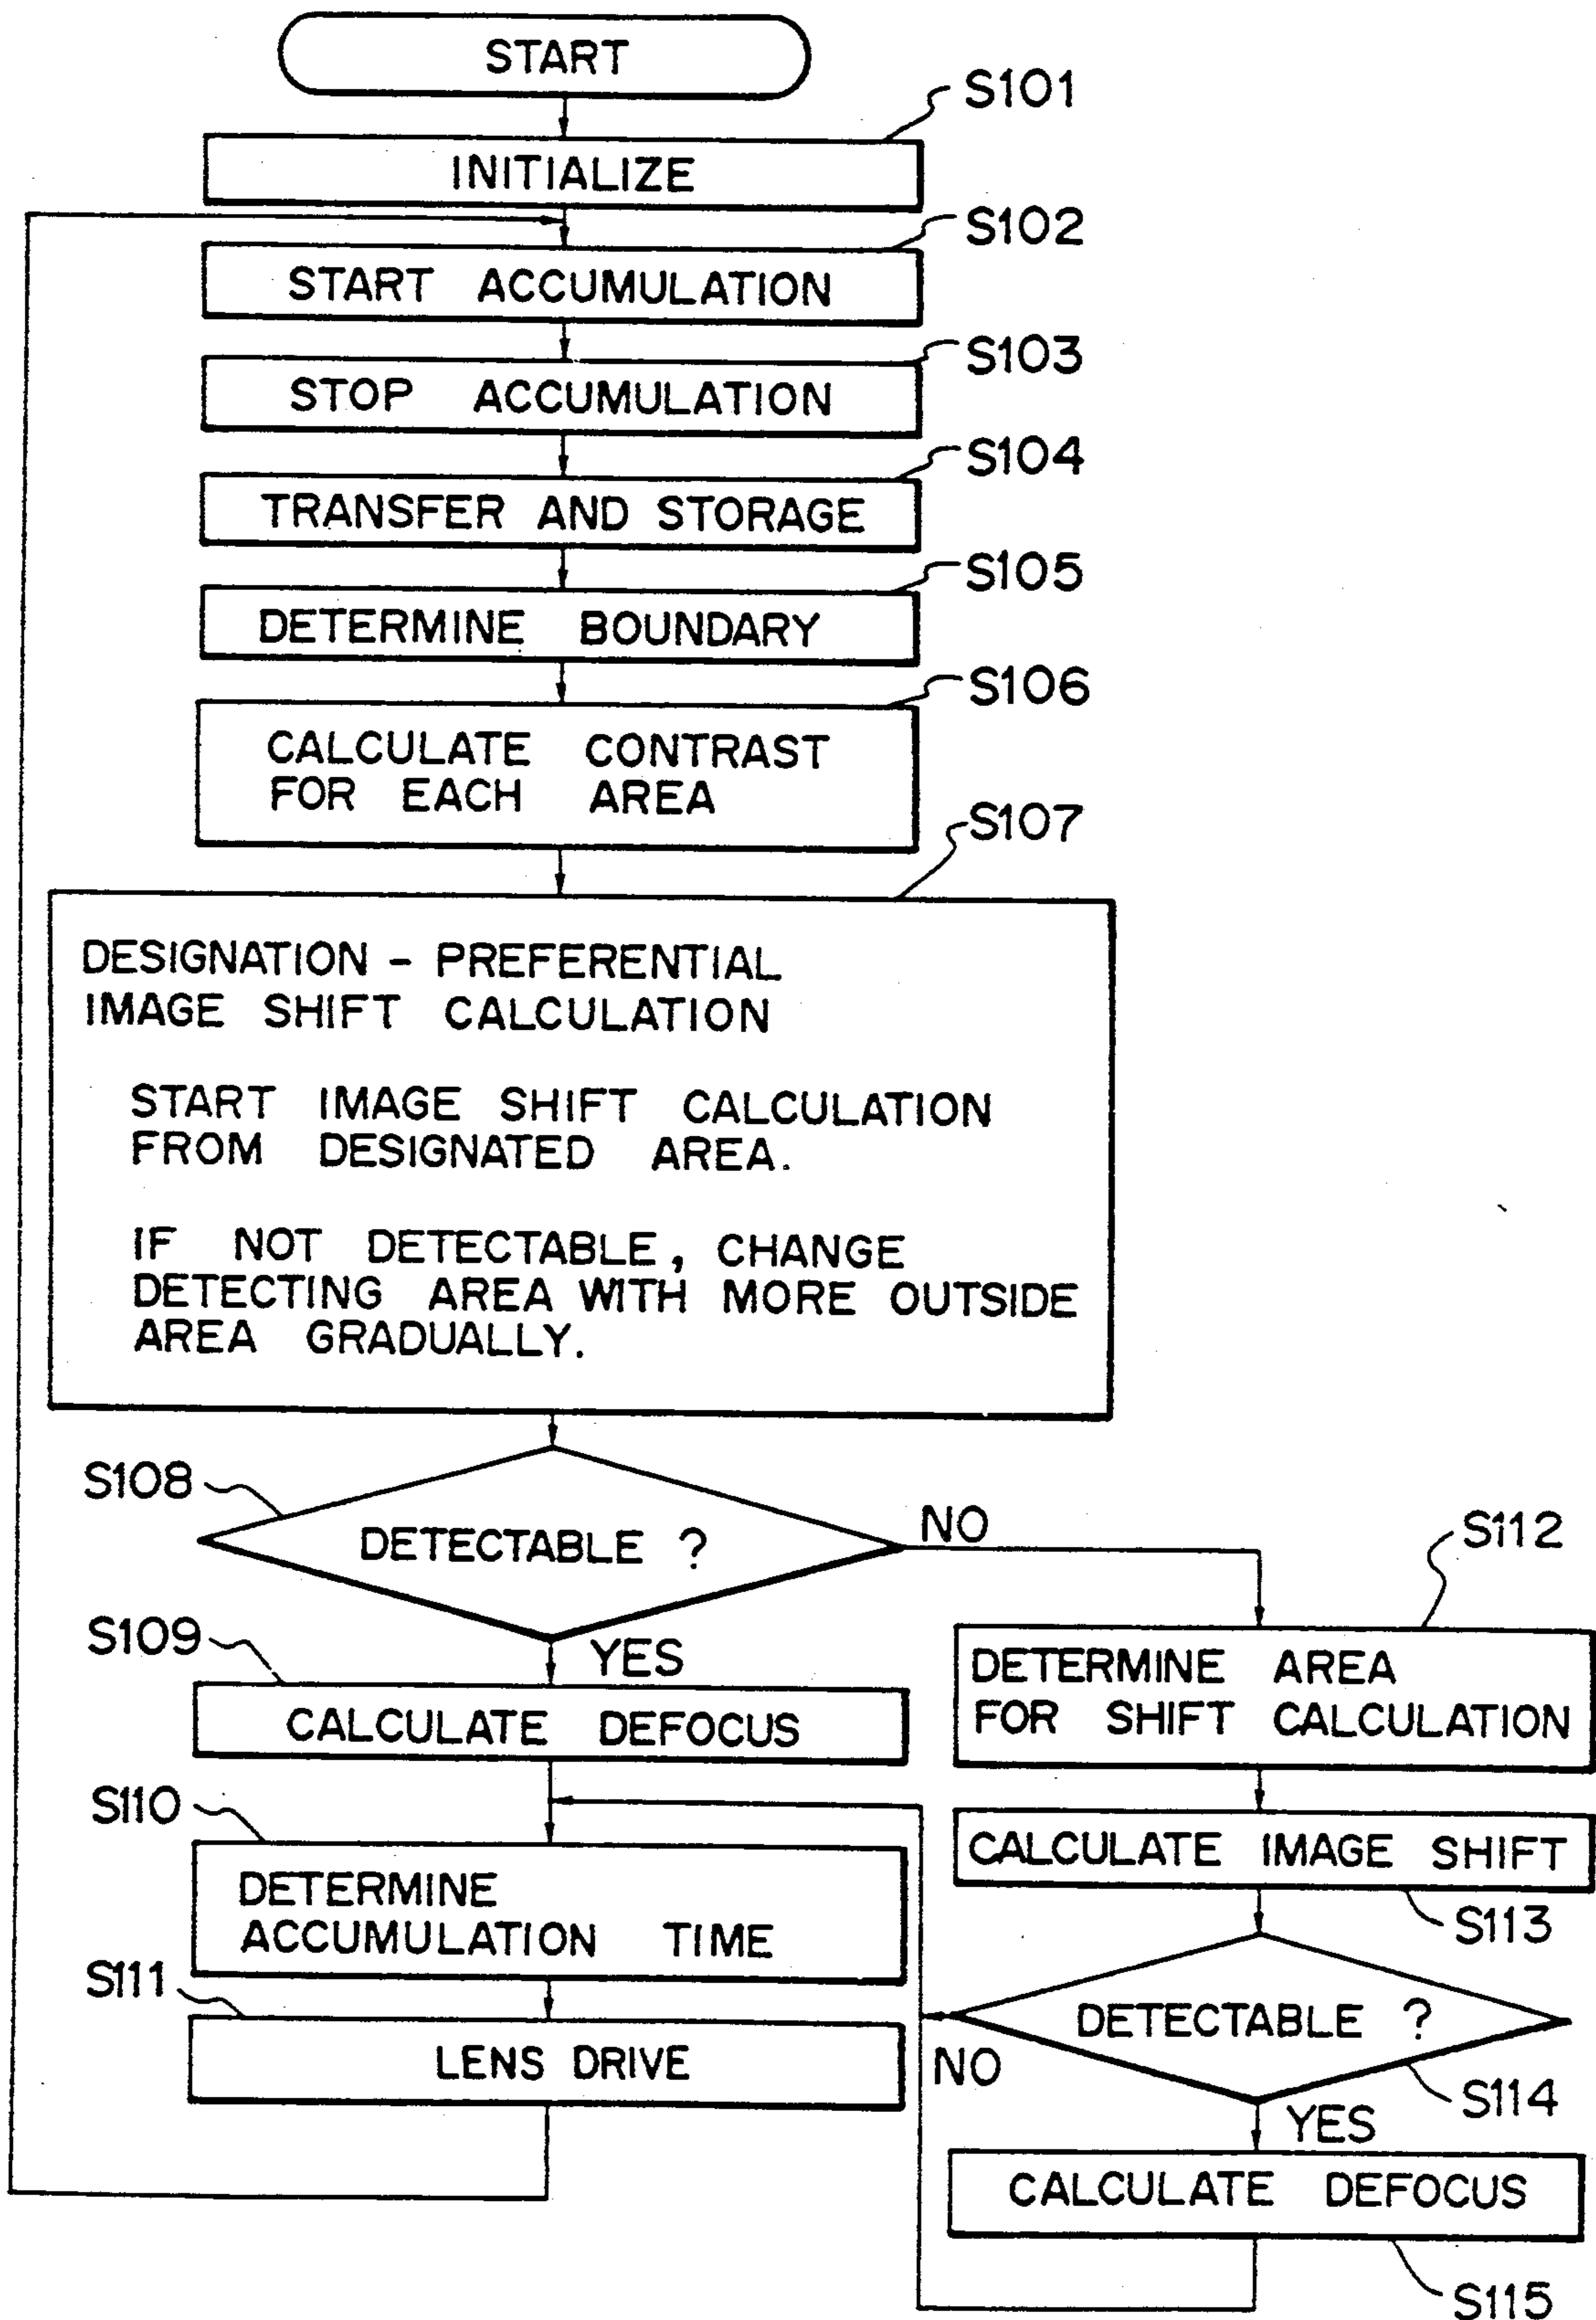 START
S101
INITIALIZE
S102
START ACCUMULATION
S103
STOP ACCUMULATION
S104
TRANSFER AND STORAGE
S105
DETERMINE BOUNDARY
S106
CALCULATE CONTRAST
FOR EACH AREA
S107
DESIGNATION - PREFERENTIAL
IMAGE SHIFT CALCULATION
START IMAGE SHIFT CALCULATION
FROM DESIGNATED AREA.
IF NOT DETECTABLE, CHANGE
DETECTING AREA WITH MORE OUTSIDE
AREA GRADUALLY.
S108
DETECTABLE ?
NO
YES
S109
CALCULATE DEFOCUS
S110
DETERMINE
ACCUMULATION TIME
S111
LENS DRIVE
S112
DETERMINE AREA
FOR SHIFT CALCULATION
CALCULATE IMAGE SHIFT
S113
DETECTABLE ?
NO
S114
YES
CALCULATE DEFOCUS
S115